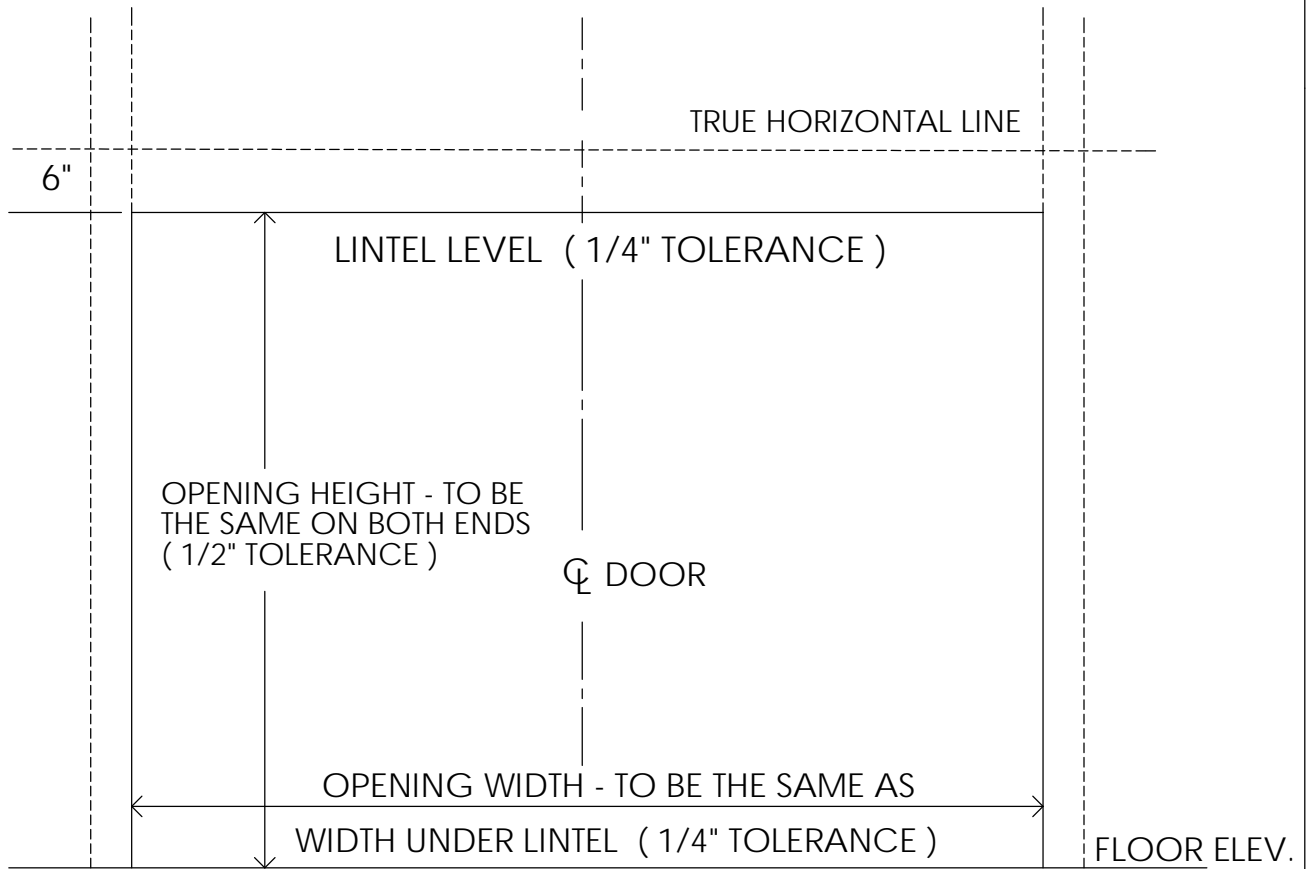 TRUE HORIZONTAL LINE
6"
LINTEL LEVEL ( 1/4" TOLERANCE )
OPENING HEIGHT - TO BE
THE SAME ON BOTH ENDS
( 1/2" TOLERANCE )
℄ DOOR
OPENING WIDTH - TO BE THE SAME AS
WIDTH UNDER LINTEL ( 1/4" TOLERANCE )
FLOOR ELEV.